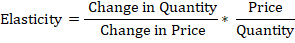 Elasticity = Change in Quantity / Change in Price * Price / Quantity